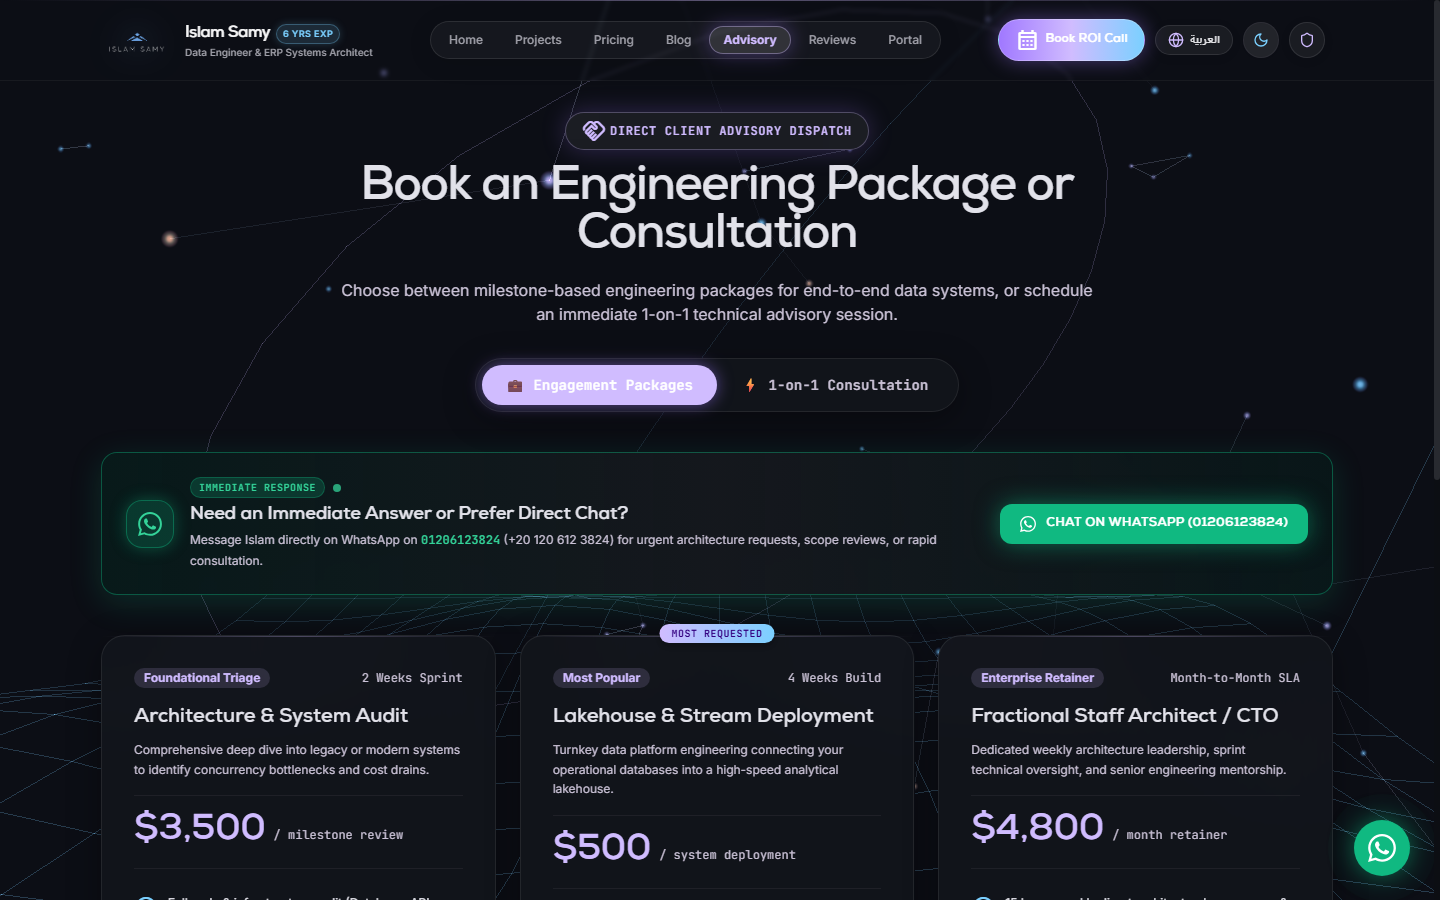 ISLAM SAMY
Islam Samy 6 YRS EXP
Data Engineer & ERP Systems Architect
Home Projects Pricing Blog Advisory Reviews Portal
Book ROI Call
العربية
DIRECT CLIENT ADVISORY DISPATCH
Book an Engineering Package or
Consultation
Choose between milestone-based engineering packages for end-to-end data systems, or schedule
an immediate 1-on-1 technical advisory session.
Engagement Packages
1-on-1 Consultation
IMMEDIATE RESPONSE
Need an Immediate Answer or Prefer Direct Chat?
Message Islam directly on WhatsApp on 01206123824 (+20 120 612 3824) for urgent architecture requests, scope reviews, or rapid
consultation.
CHAT ON WHATSAPP (01206123824)
Foundational Triage 2 Weeks Sprint
Architecture & System Audit
Comprehensive deep dive into legacy or modern systems
to identify concurrency bottlenecks and cost drains.
$3,500 / milestone review
MOST REQUESTED
Most Popular 4 Weeks Build
Lakehouse & Stream Deployment
Turnkey data platform engineering connecting your
operational databases into a high-speed analytical
lakehouse.
$500 / system deployment
Enterprise Retainer Month-to-Month SLA
Fractional Staff Architect / CTO
Dedicated weekly architecture leadership, sprint
technical oversight, and senior engineering mentorship.
$4,800 / month retainer